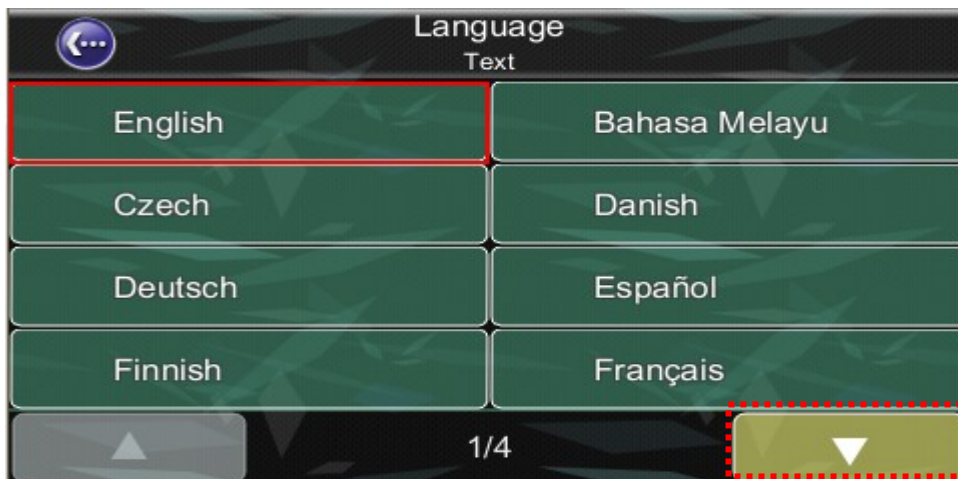 Language
Text
English
Bahasa Melayu
Czech
Danish
Deutsch
Español
Finnish
Français
1/4